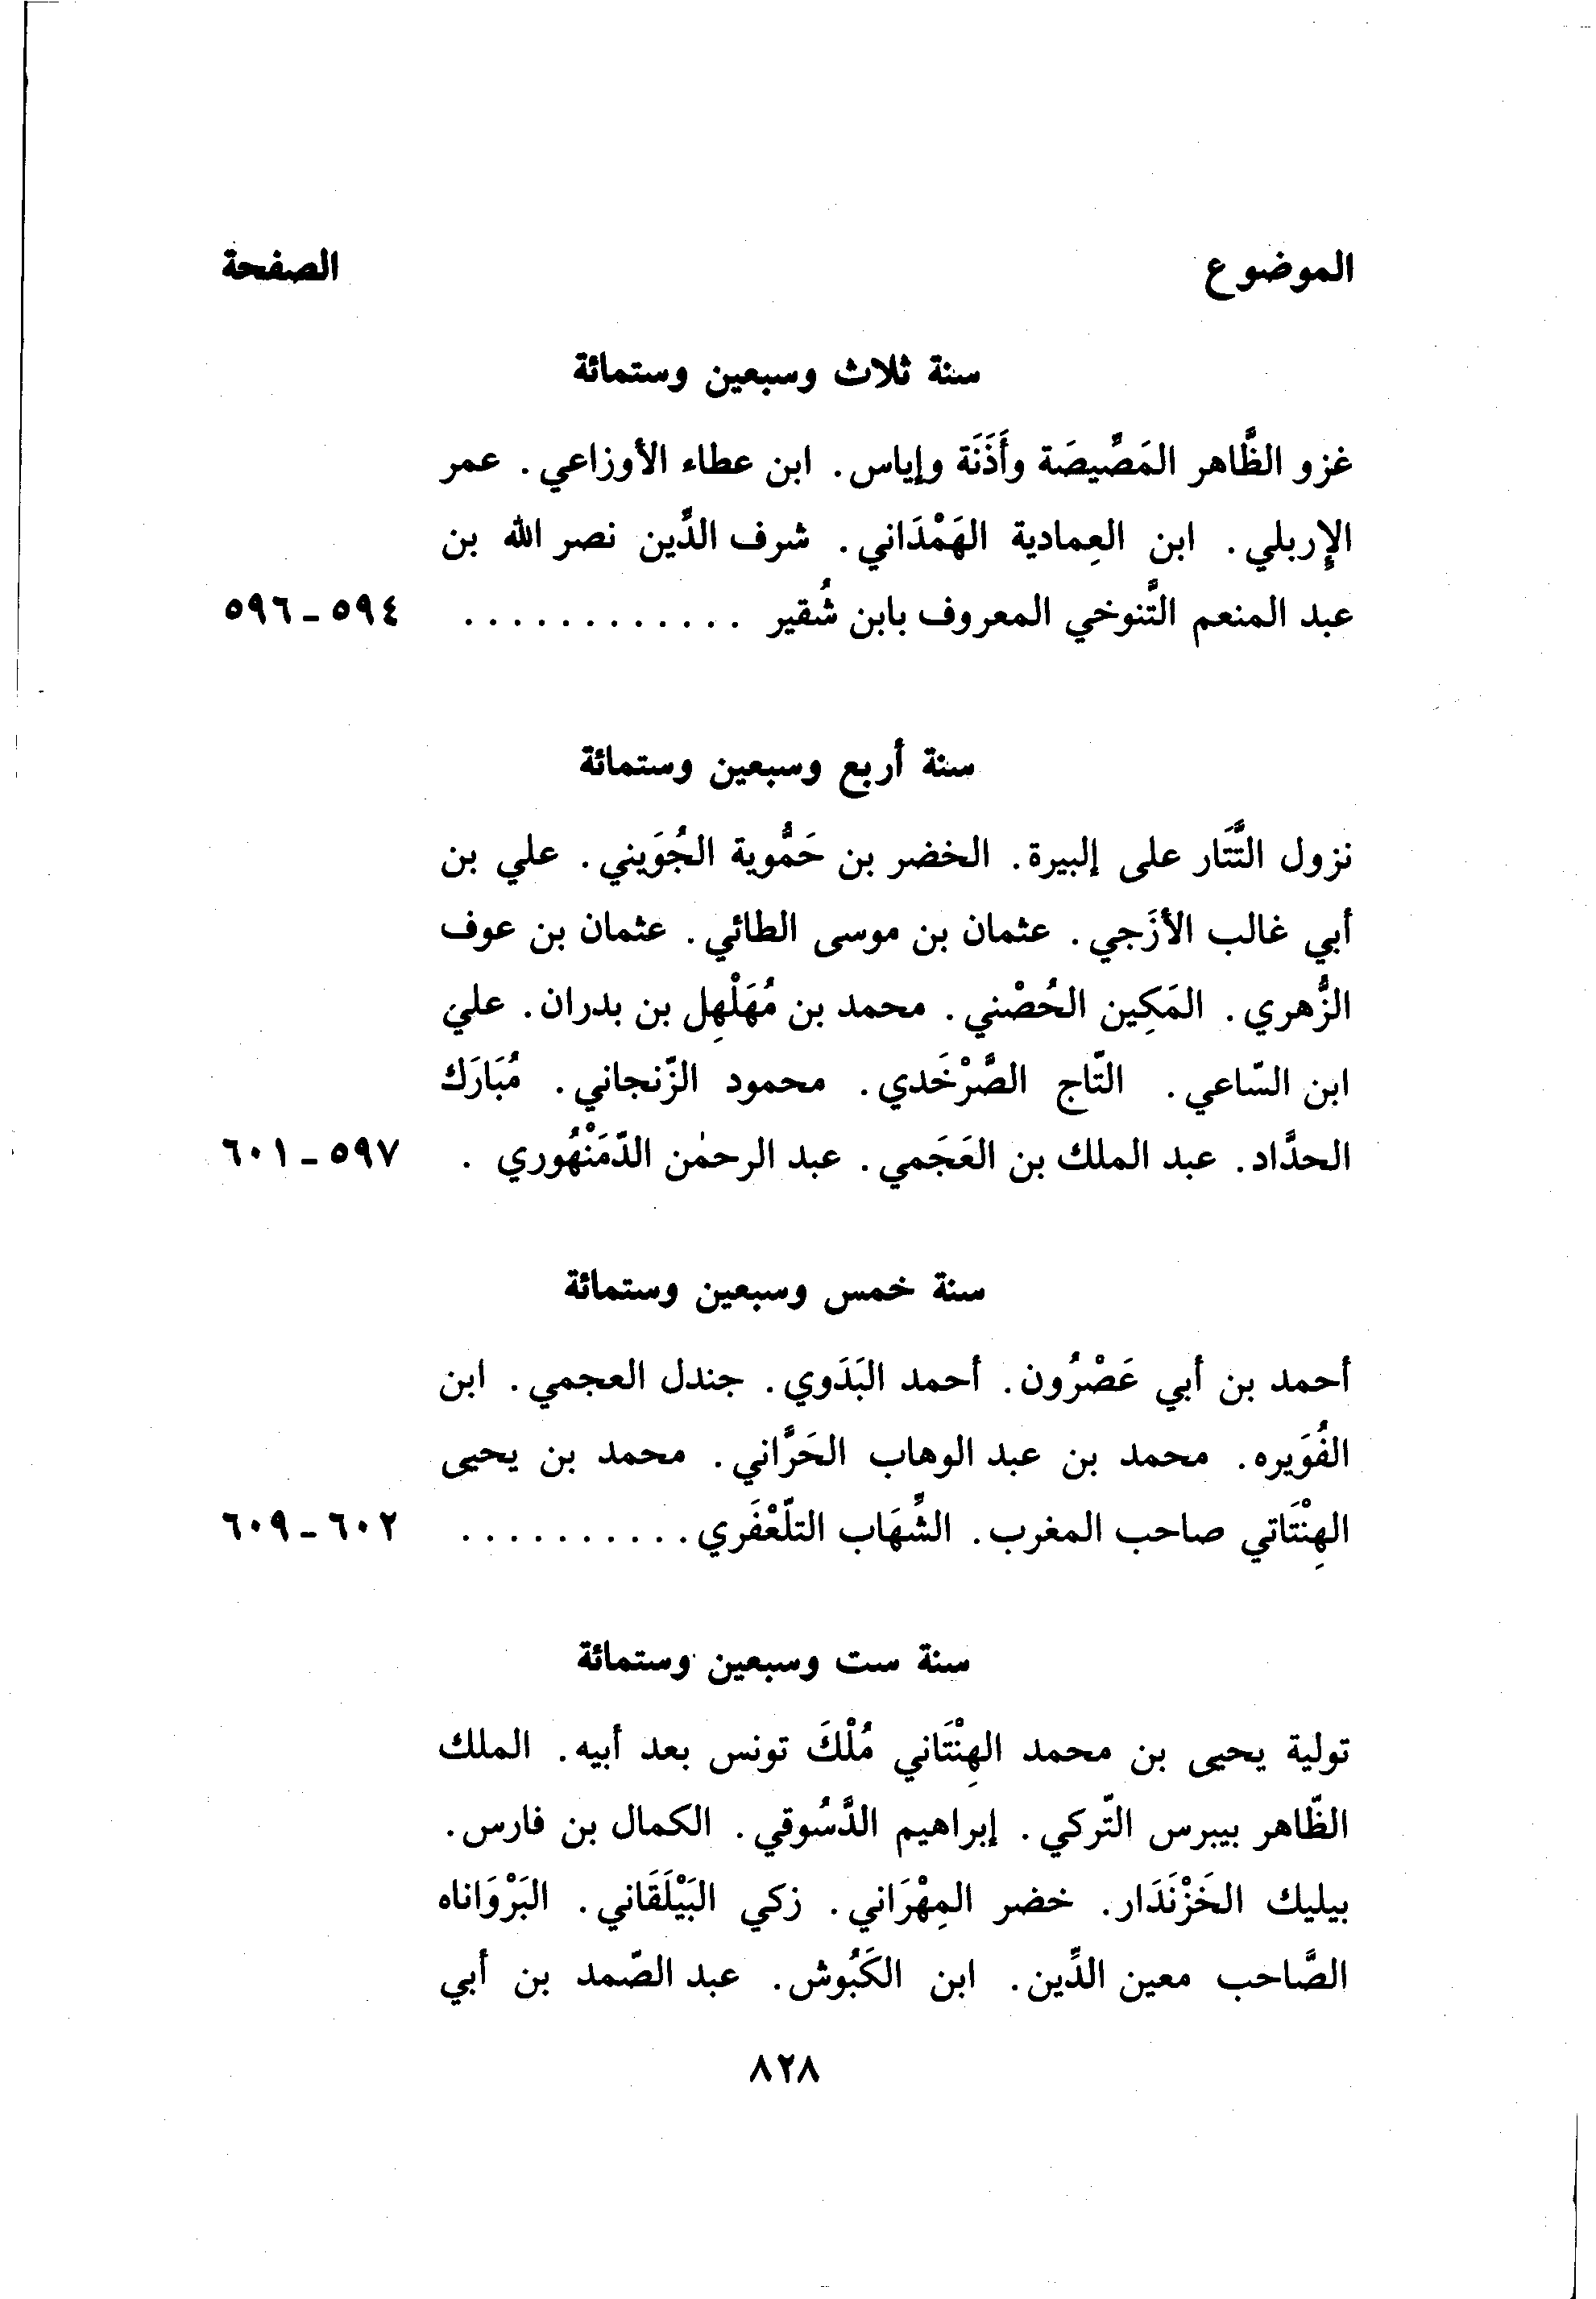 الموضوع الصفحة
سنة ثلاث وسبعين وستمائة
غزو الظَّاهر المَصِّيصَة وأَذَنَة وإياس. ابن عطاء الأوزاعي. عمر
الإربلي. ابن العِمادية الهَمْدَاني. شرف الدِّين نصر الله بن
عبد المنعم التَّنوخي المعروف بابن شُقير . . . . . . . . . . . . ٥٩٤ - ٥٩٦
سنة أربع وسبعين وستمائة
نزول التَّتَار على إلبيرة. الخضر بن حَمُّوية الجُوَيني. علي بن
أبي غالب الأزَجي. عثمان بن موسى الطائي. عثمان بن عوف
الزُّهري. المَكِين الحُصْني. محمد بن مُهَلْهِل بن بدران. علي
ابن السّاعي. التّاج الصَّرْخَدي. محمود الزّنجاني. مُبَارَك
الحدَّاد. عبد الملك بن العَجَمي. عبد الرحمٰن الدّمَنْهُوري . ٥٩٧ - ٦٠١
سنة خمس وسبعين وستمائة
أحمد بن أبي عَصْرُون. أحمد البَدَوي. جندل العجمي. ابن
الفُوَيره. محمد بن عبد الوهاب الحَرَّاني. محمد بن يحيى
الهِنْتَاتي صاحب المغرب. الشِّهَاب التلّعْفَري . . . . . . . . . . ٦٠٢ - ٦٠٩
سنة ست وسبعين وستمائة
تولية يحيى بن محمد الهِنْتَاني مُلْكَ تونس بعد أبيه. الملك
الظّاهر بيبرس التّركي. إبراهيم الدَّسُوقي. الكمال بن فارس.
بيليك الخَزْنَدَار. خضر المِهْرَاني. زكي البَيْلَقَاني. البَرْوَاناه
الصَّاحب معين الدِّين. ابن الكَبُوش. عبد الصّمد بن أبي
٨٢٨